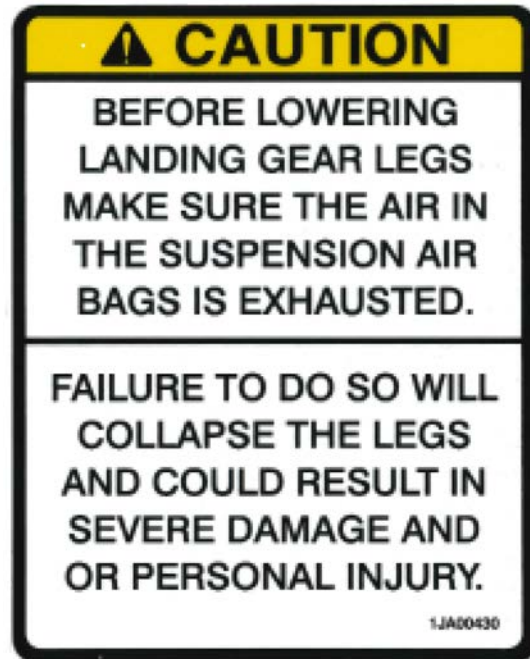 CAUTION
BEFORE LOWERING
LANDING GEAR LEGS
MAKE SURE THE AIR IN
THE SUSPENSION AIR
BAGS IS EXHAUSTED.
FAILURE TO DO SO WILL
COLLAPSE THE LEGS
AND COULD RESULT IN
SEVERE DAMAGE AND
OR PERSONAL INJURY.
1JA00430